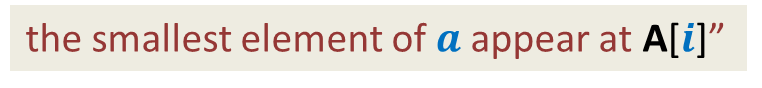 the smallest element of a appear at A[i]”